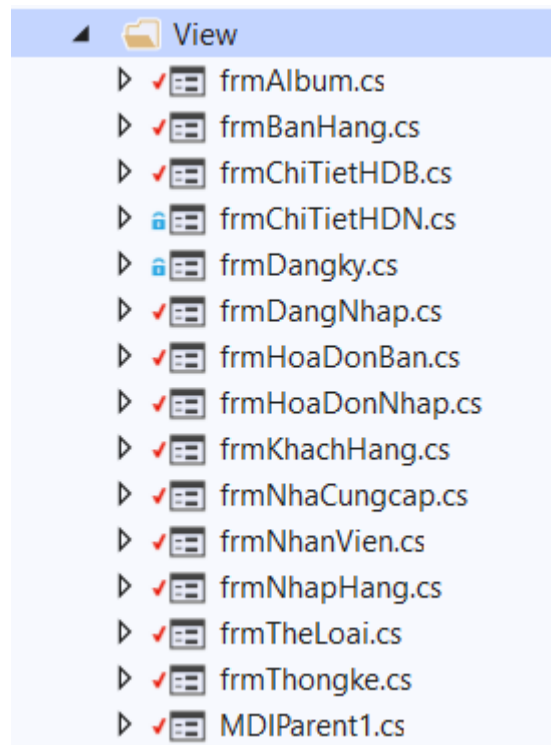 View
frmAlbum.cs
frmBanHang.cs
frmChiTietHDB.cs
frmChiTietHDN.cs
frmDangky.cs
frmDangNhap.cs
frmHoaDonBan.cs
frmHoaDonNhap.cs
frmKhachHang.cs
frmNhaCungcap.cs
frmNhanVien.cs
frmNhapHang.cs
frmTheLoai.cs
frmThongke.cs
MDIParent1.cs